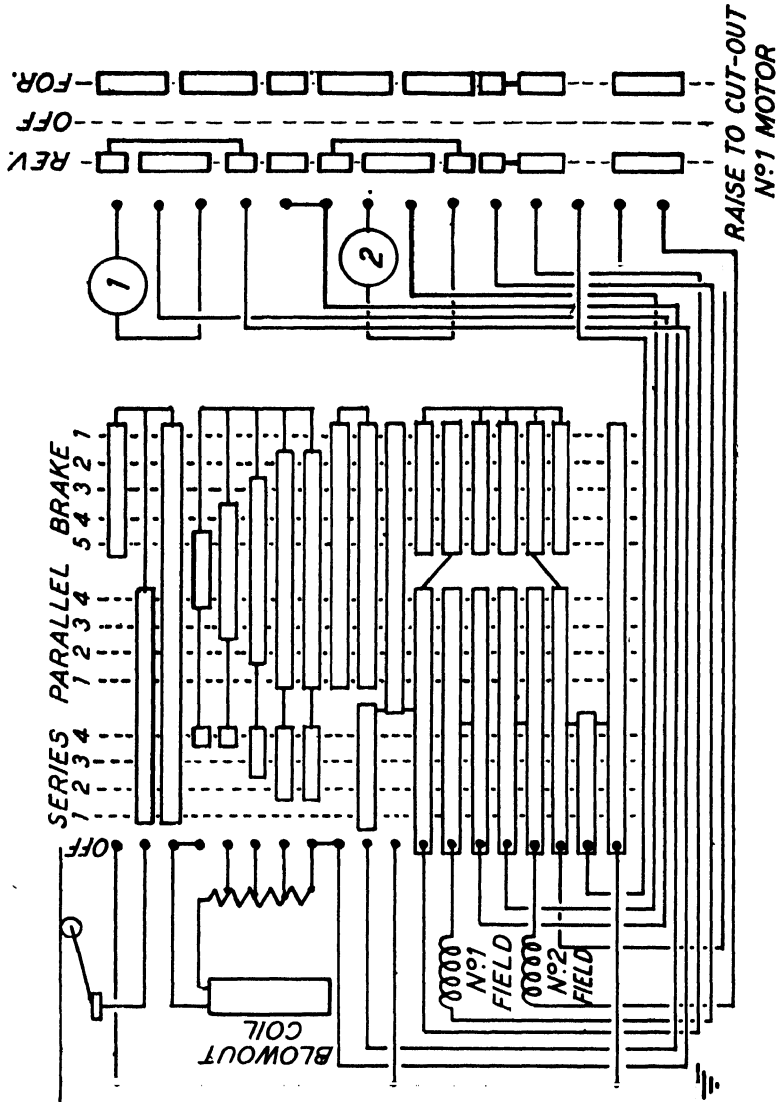 FOR.
OFF
REV.
RAISE TO CUT-OUT
Nº1 MOTOR
1
2
SERIES PARALLEL BRAKE
1 2 3 4 1 2 3 4 5 4 3 2 1
OFF
BLOWOUT
COIL
Nº1
FIELD
Nº2
FIELD